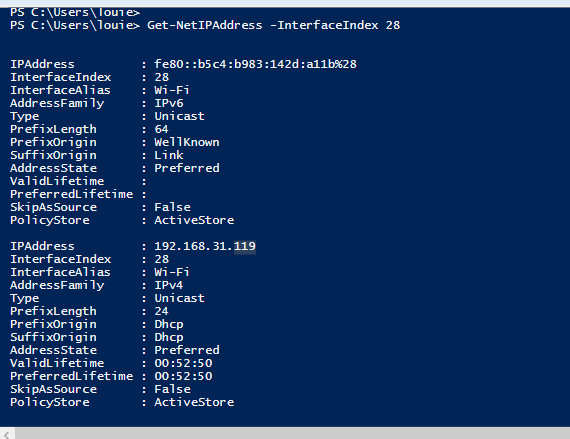 PS C:\Users\louie>
PS C:\Users\louie> Get-NetIPAddress -InterfaceIndex 28
IPAddress         : fe80::b5c4:b983:142d:a11b%28
InterfaceIndex    : 28
InterfaceAlias    : Wi-Fi
AddressFamily     : IPv6
Type              : Unicast
PrefixLength      : 64
PrefixOrigin      : WellKnown
SuffixOrigin      : Link
AddressState      : Preferred
ValidLifetime     :
PreferredLifetime :
SkipAsSource      : False
PolicyStore       : ActiveStore
IPAddress         : 192.168.31.119
InterfaceIndex    : 28
InterfaceAlias    : Wi-Fi
AddressFamily     : IPv4
Type              : Unicast
PrefixLength      : 24
PrefixOrigin      : Dhcp
SuffixOrigin      : Dhcp
AddressState      : Preferred
ValidLifetime     : 00:52:50
PreferredLifetime : 00:52:50
SkipAsSource      : False
PolicyStore       : ActiveStore